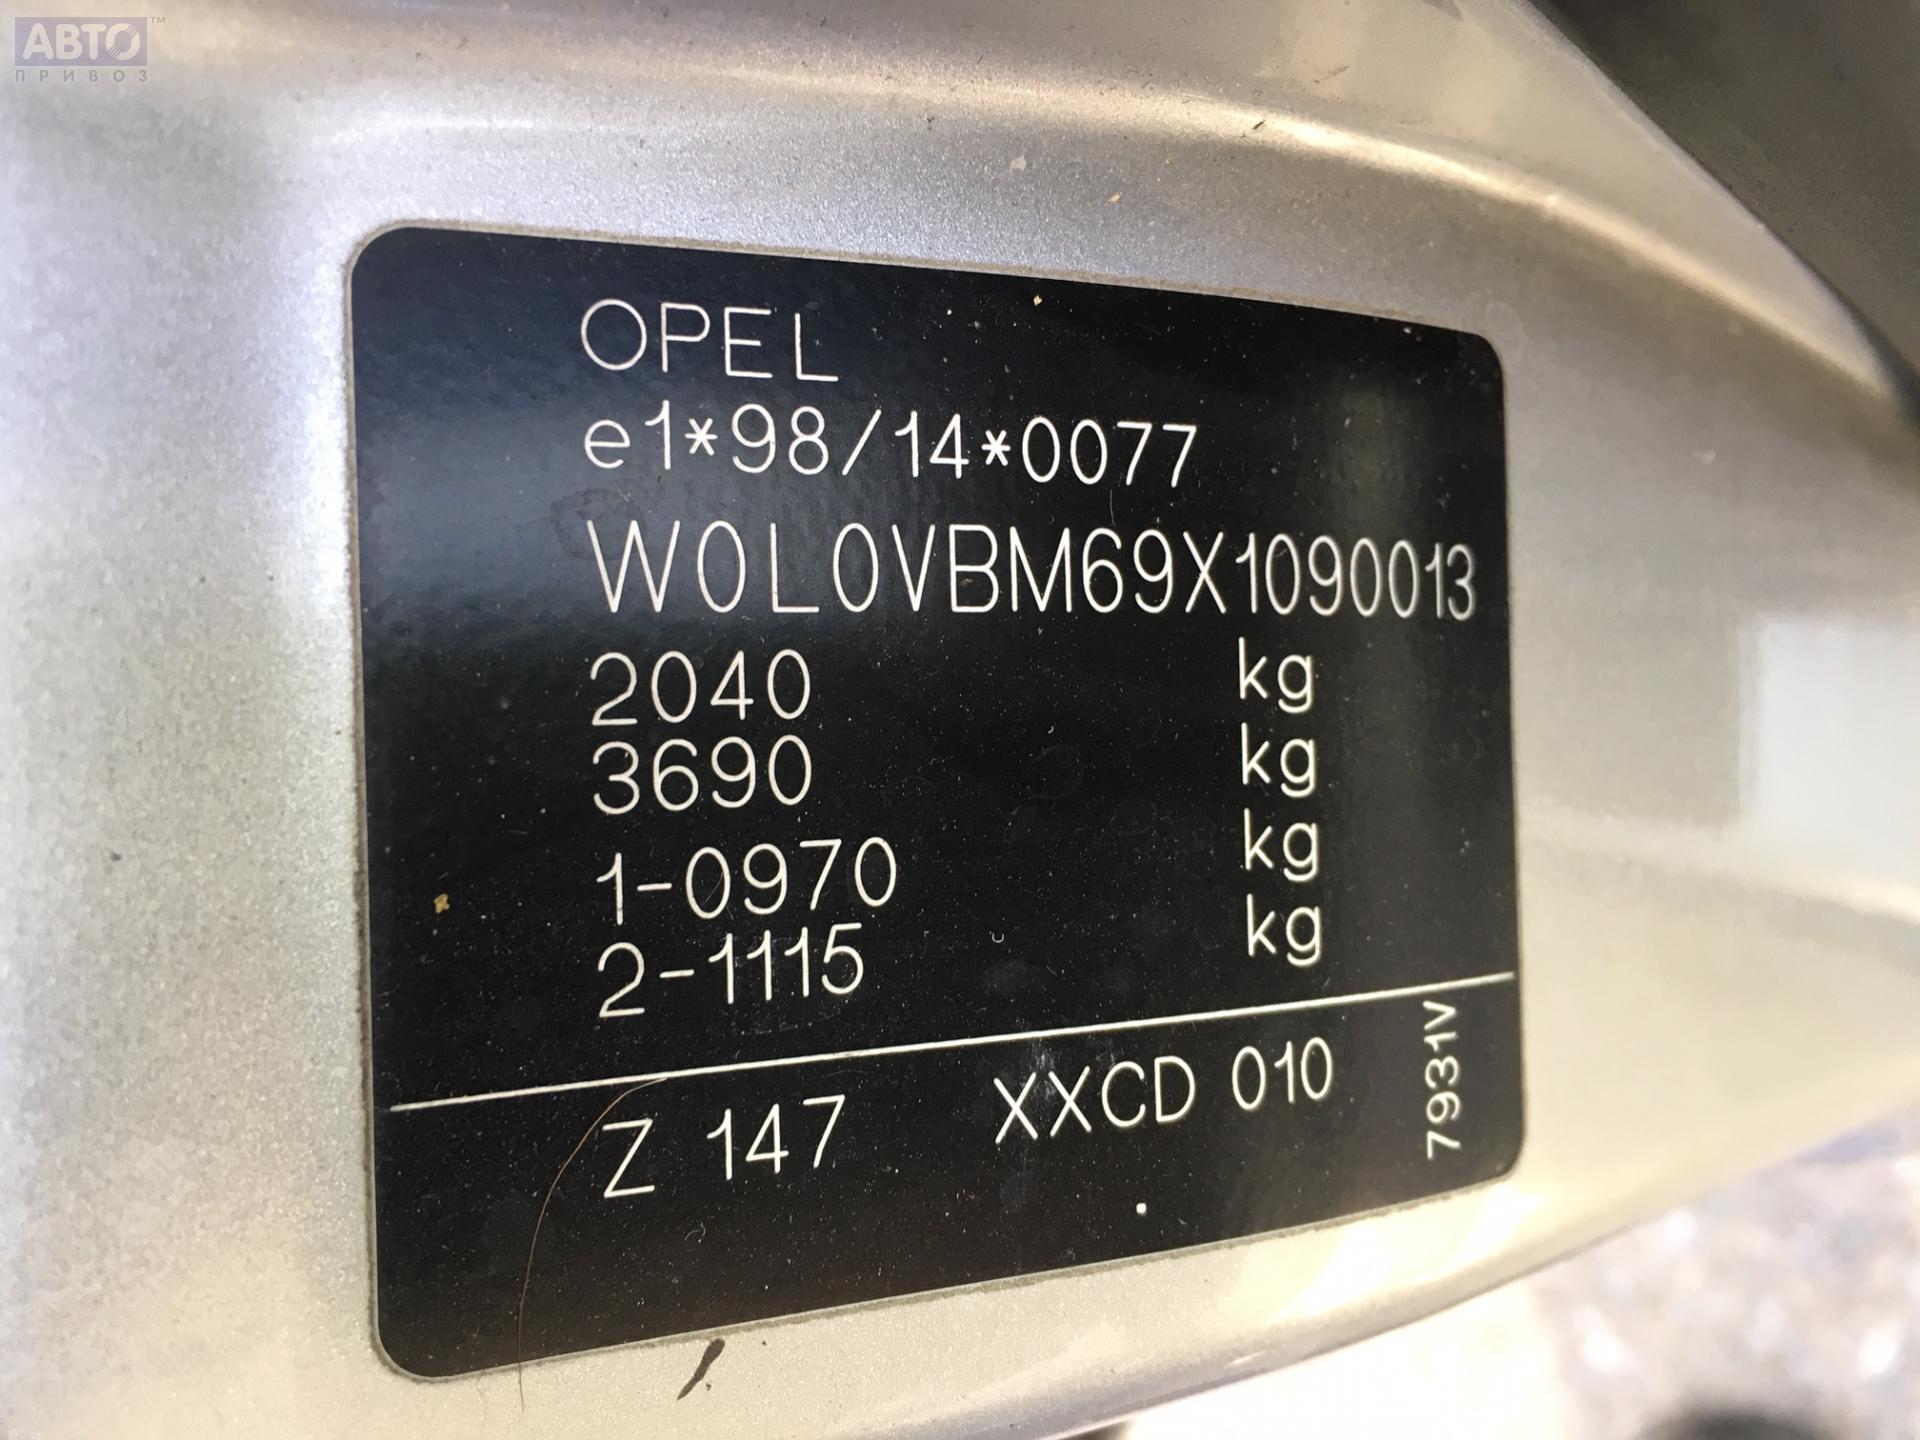 АВТО™
ПРИВОЗ
OPEL
e1*98/14*0077
W0L0VBM69X1090013
2040 kg
3690 kg
1-0970 kg
2-1115 kg
Z 147 XXCD 010
7931V